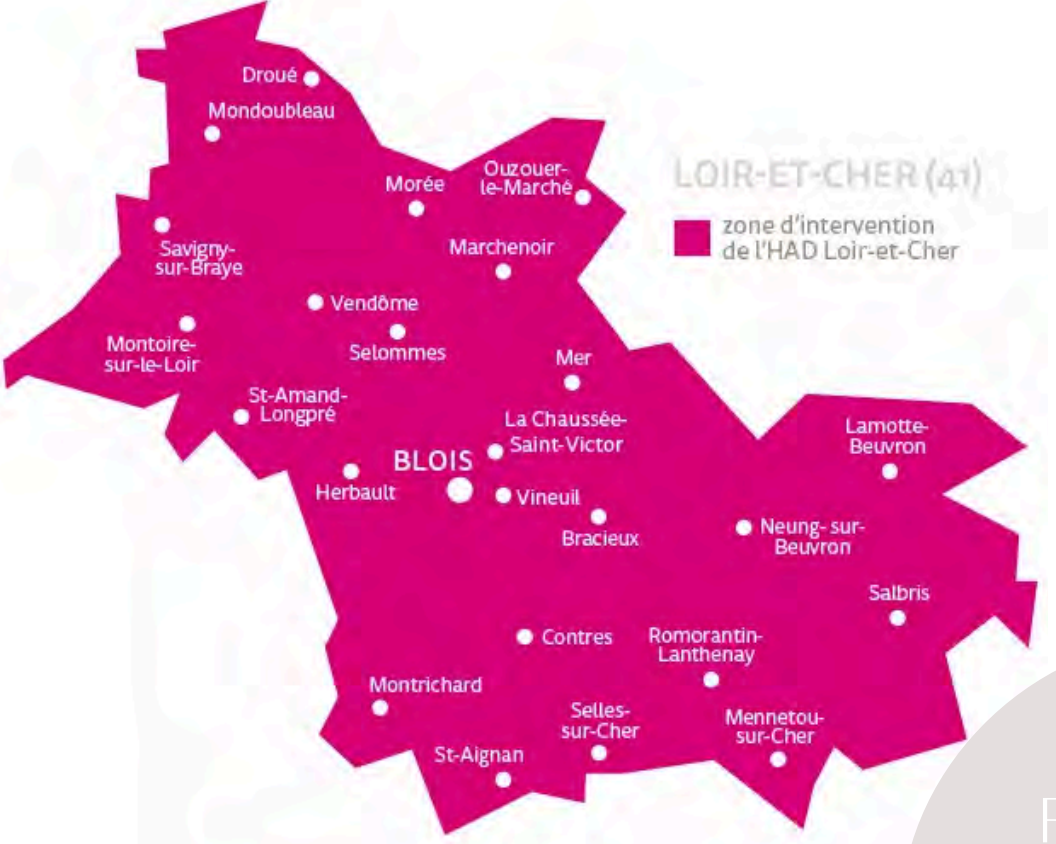 Droué
Mondoubleau
Ouzouer-
le-Marché
Morée
LOIR-ET-CHER (41)
zone d'intervention
de l'HAD Loir-et-Cher
Savigny-
sur-Braye
Marchenoir
Vendôme
Montoire-
sur-le-Loir
Selommes
Mer
St-Amand-
Longpré
La Chaussée-
Saint-Victor
Lamotte-
Beuvron
BLOIS
Herbault
Vineuil
Bracieux
Neung- sur-
Beuvron
Salbris
Contres
Romorantin-
Lanthenay
Montrichard
Selles-
sur-Cher
Mennetou-
sur-Cher
St-Aignan